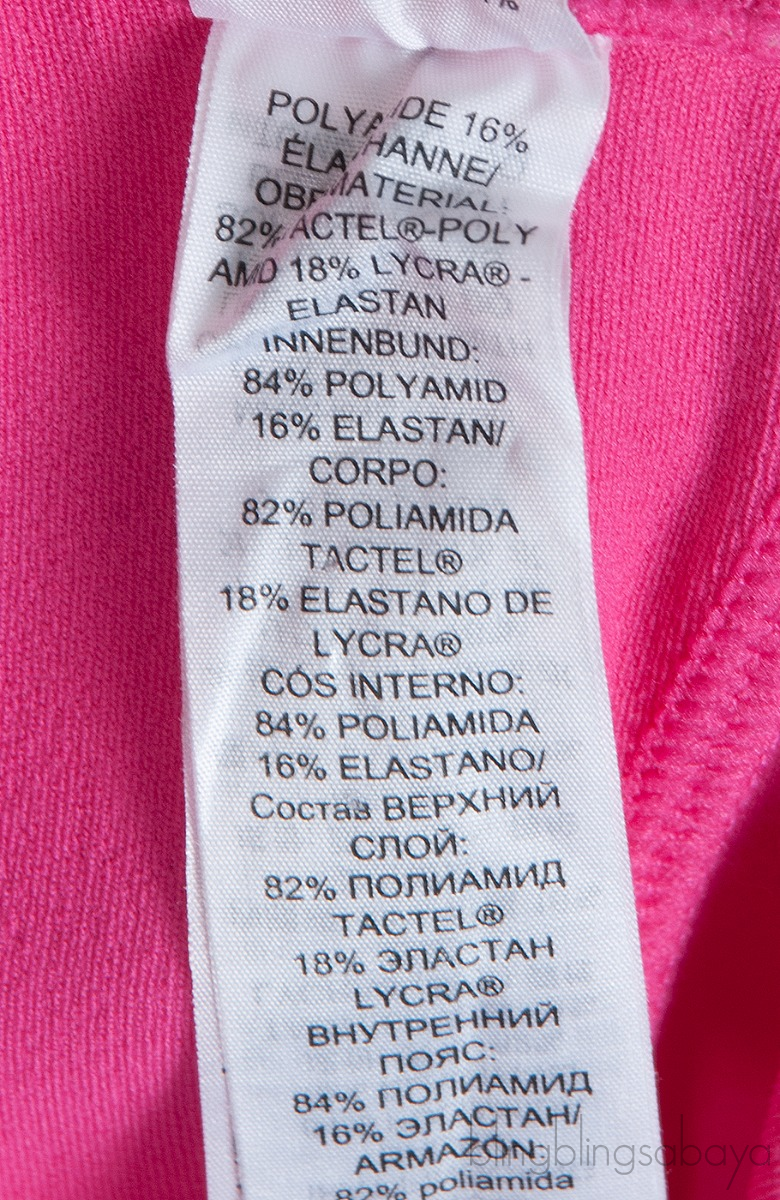 POLYAMIDE 16%
ÉLASTHANNE/
OBERMATERIAL:
82% TACTEL®-POLY
AMD 18% LYCRA® -
ELASTAN
INNENBUND:
84% POLYAMID
16% ELASTAN/
CORPO:
82% POLIAMIDA
TACTEL®
18% ELASTANO DE
LYCRA®
CÓS INTERNO:
84% POLIAMIDA
16% ELASTANO/
Состав ВЕРХНИЙ
СЛОЙ:
82% ПОЛИАМИД
TACTEL®
18% ЭЛАСТАН
LYCRA®
ВНУТРЕННИЙ
ПОЯС:
84% ПОЛИАМИД
16% ЭЛАСТАН/
ARMAZÓN
blingblingsabaya
82% poliamida